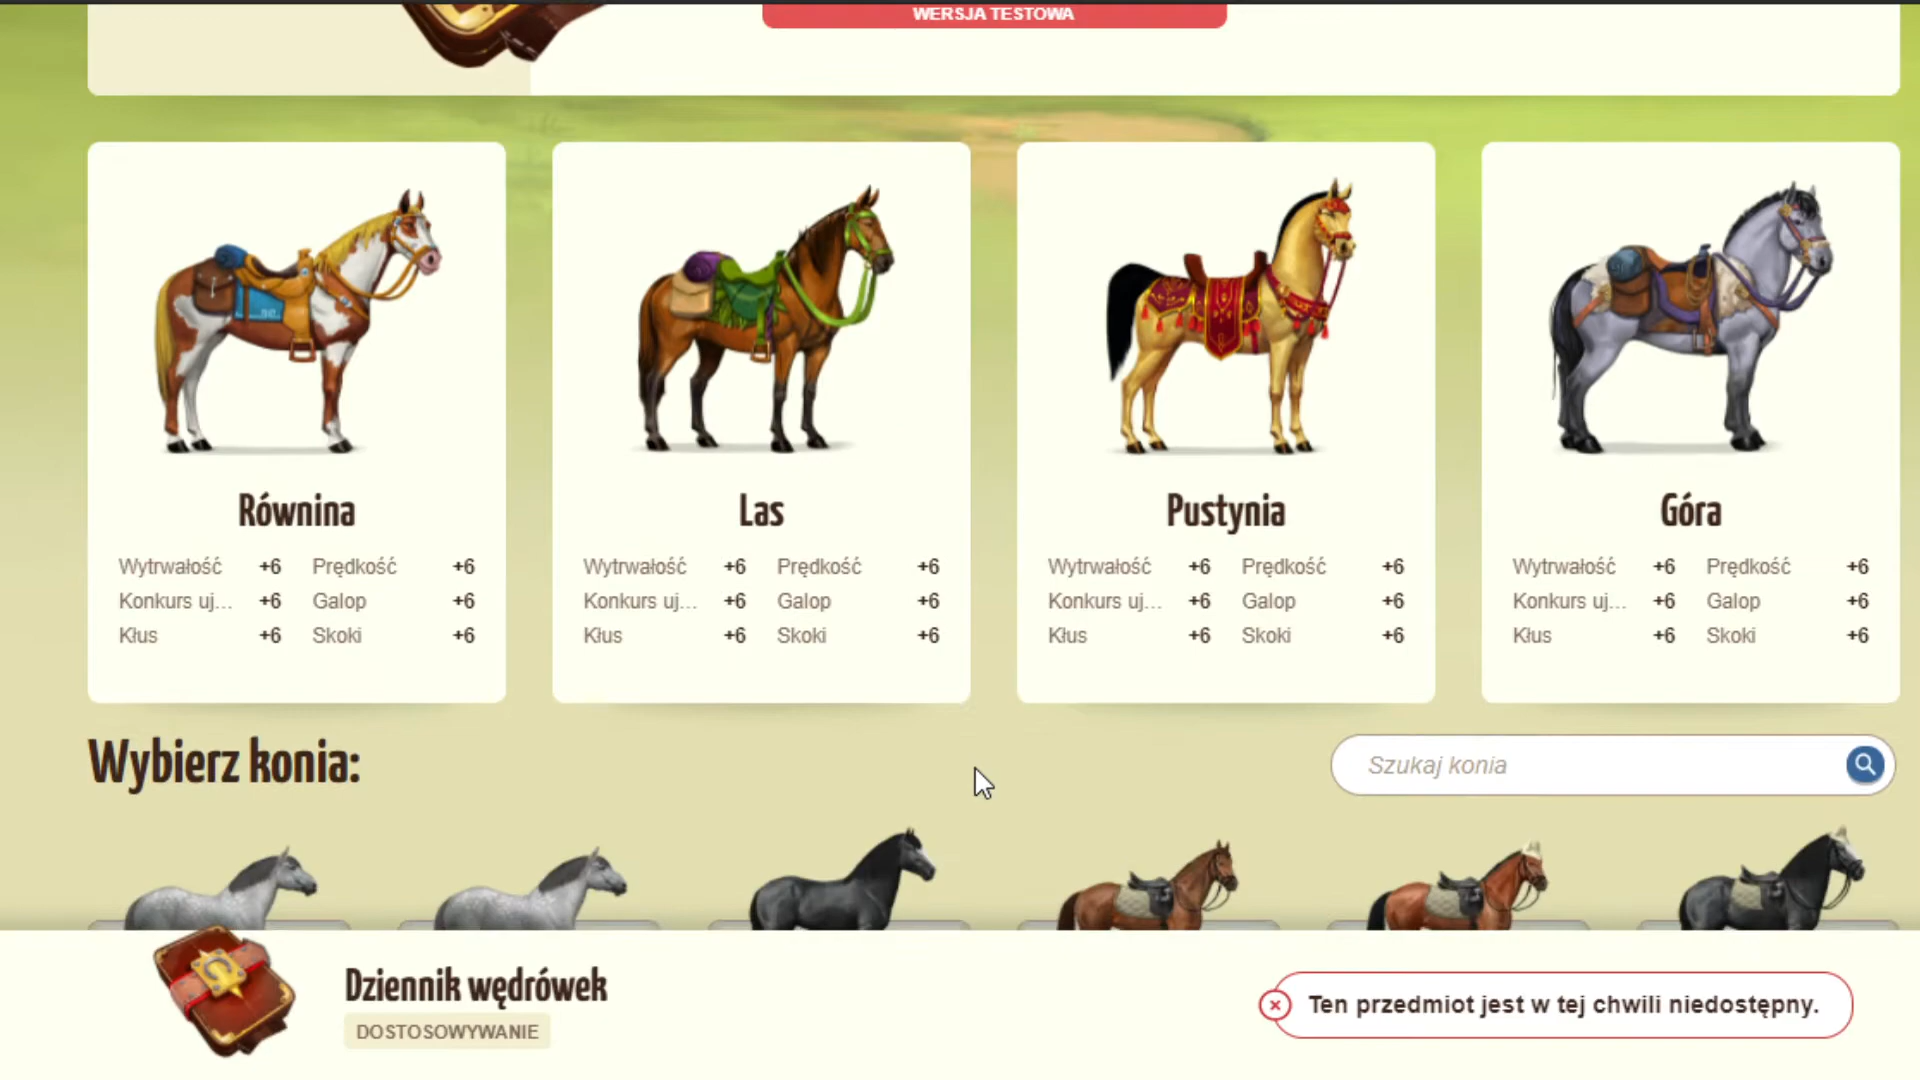 WERSJA TESTOWA
Równina
Las
Pustynia
Góra
Wytrwałość +6 Prędkość +6
Konkurs uj... +6 Galop +6
Kłus +6 Skoki +6
Wytrwałość +6 Prędkość +6
Konkurs uj... +6 Galop +6
Kłus +6 Skoki +6
Wytrwałość +6 Prędkość +6
Konkurs uj... +6 Galop +6
Kłus +6 Skoki +6
Wytrwałość +6 Prędkość +6
Konkurs uj... +6 Galop +6
Kłus +6 Skoki +6
Wybierz konia:
Szukaj konia
Dziennik wędrówek
DOSTOSOWYWANIE
Ten przedmiot jest w tej chwili niedostępny.